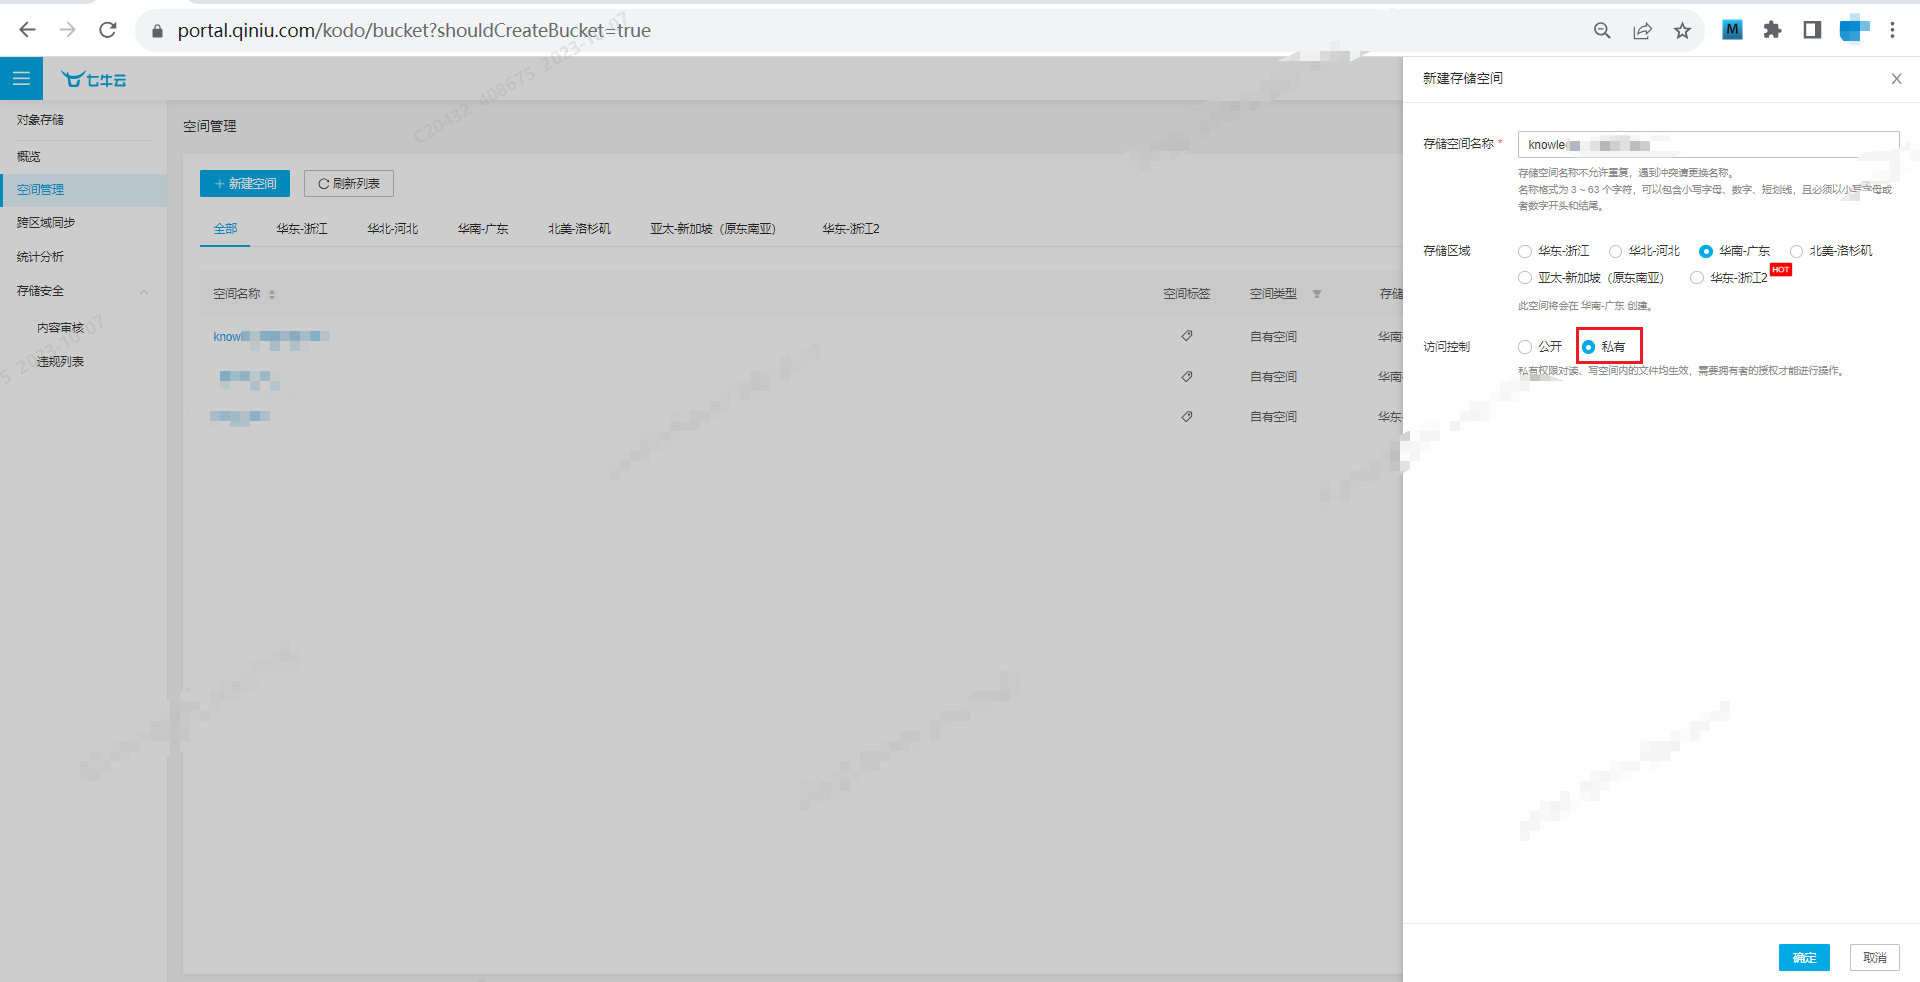 portal.qiniu.com/kodo/bucket?shouldCreateBucket=true
M
七牛云
C20432 408675 2023-10-07
对象存储
概览
空间管理
跨区域同步
统计分析
存储安全
内容审核
违规列表
5 2023-10-07
空间管理
+ 新建空间
刷新列表
全部 华东-浙江 华北-河北 华南-广东 北美-洛杉矶 亚太-新加坡(原东南亚) 华东-浙江2
空间名称 空间标签 空间类型 存储
know 自有空间 华南-
自有空间 华南-
自有空间 华东-
新建存储空间
存储空间名称 * knowle
存储空间名称不允许重复,遇到冲突请更换名称。
名称格式为 3 ~ 63 个字符,可以包含小写字母、数字、短划线,且必须以小写字母或
者数字开头和结尾。
存储区域 华东-浙江 华北-河北 华南-广东 北美-洛杉矶
亚太-新加坡(原东南亚) 华东-浙江2 HOT
此空间将会在 华南-广东 创建。
访问控制 公开 私有
私有权限对读、写空间内的文件均生效,需要拥有者的授权才能进行操作。
确定 取消